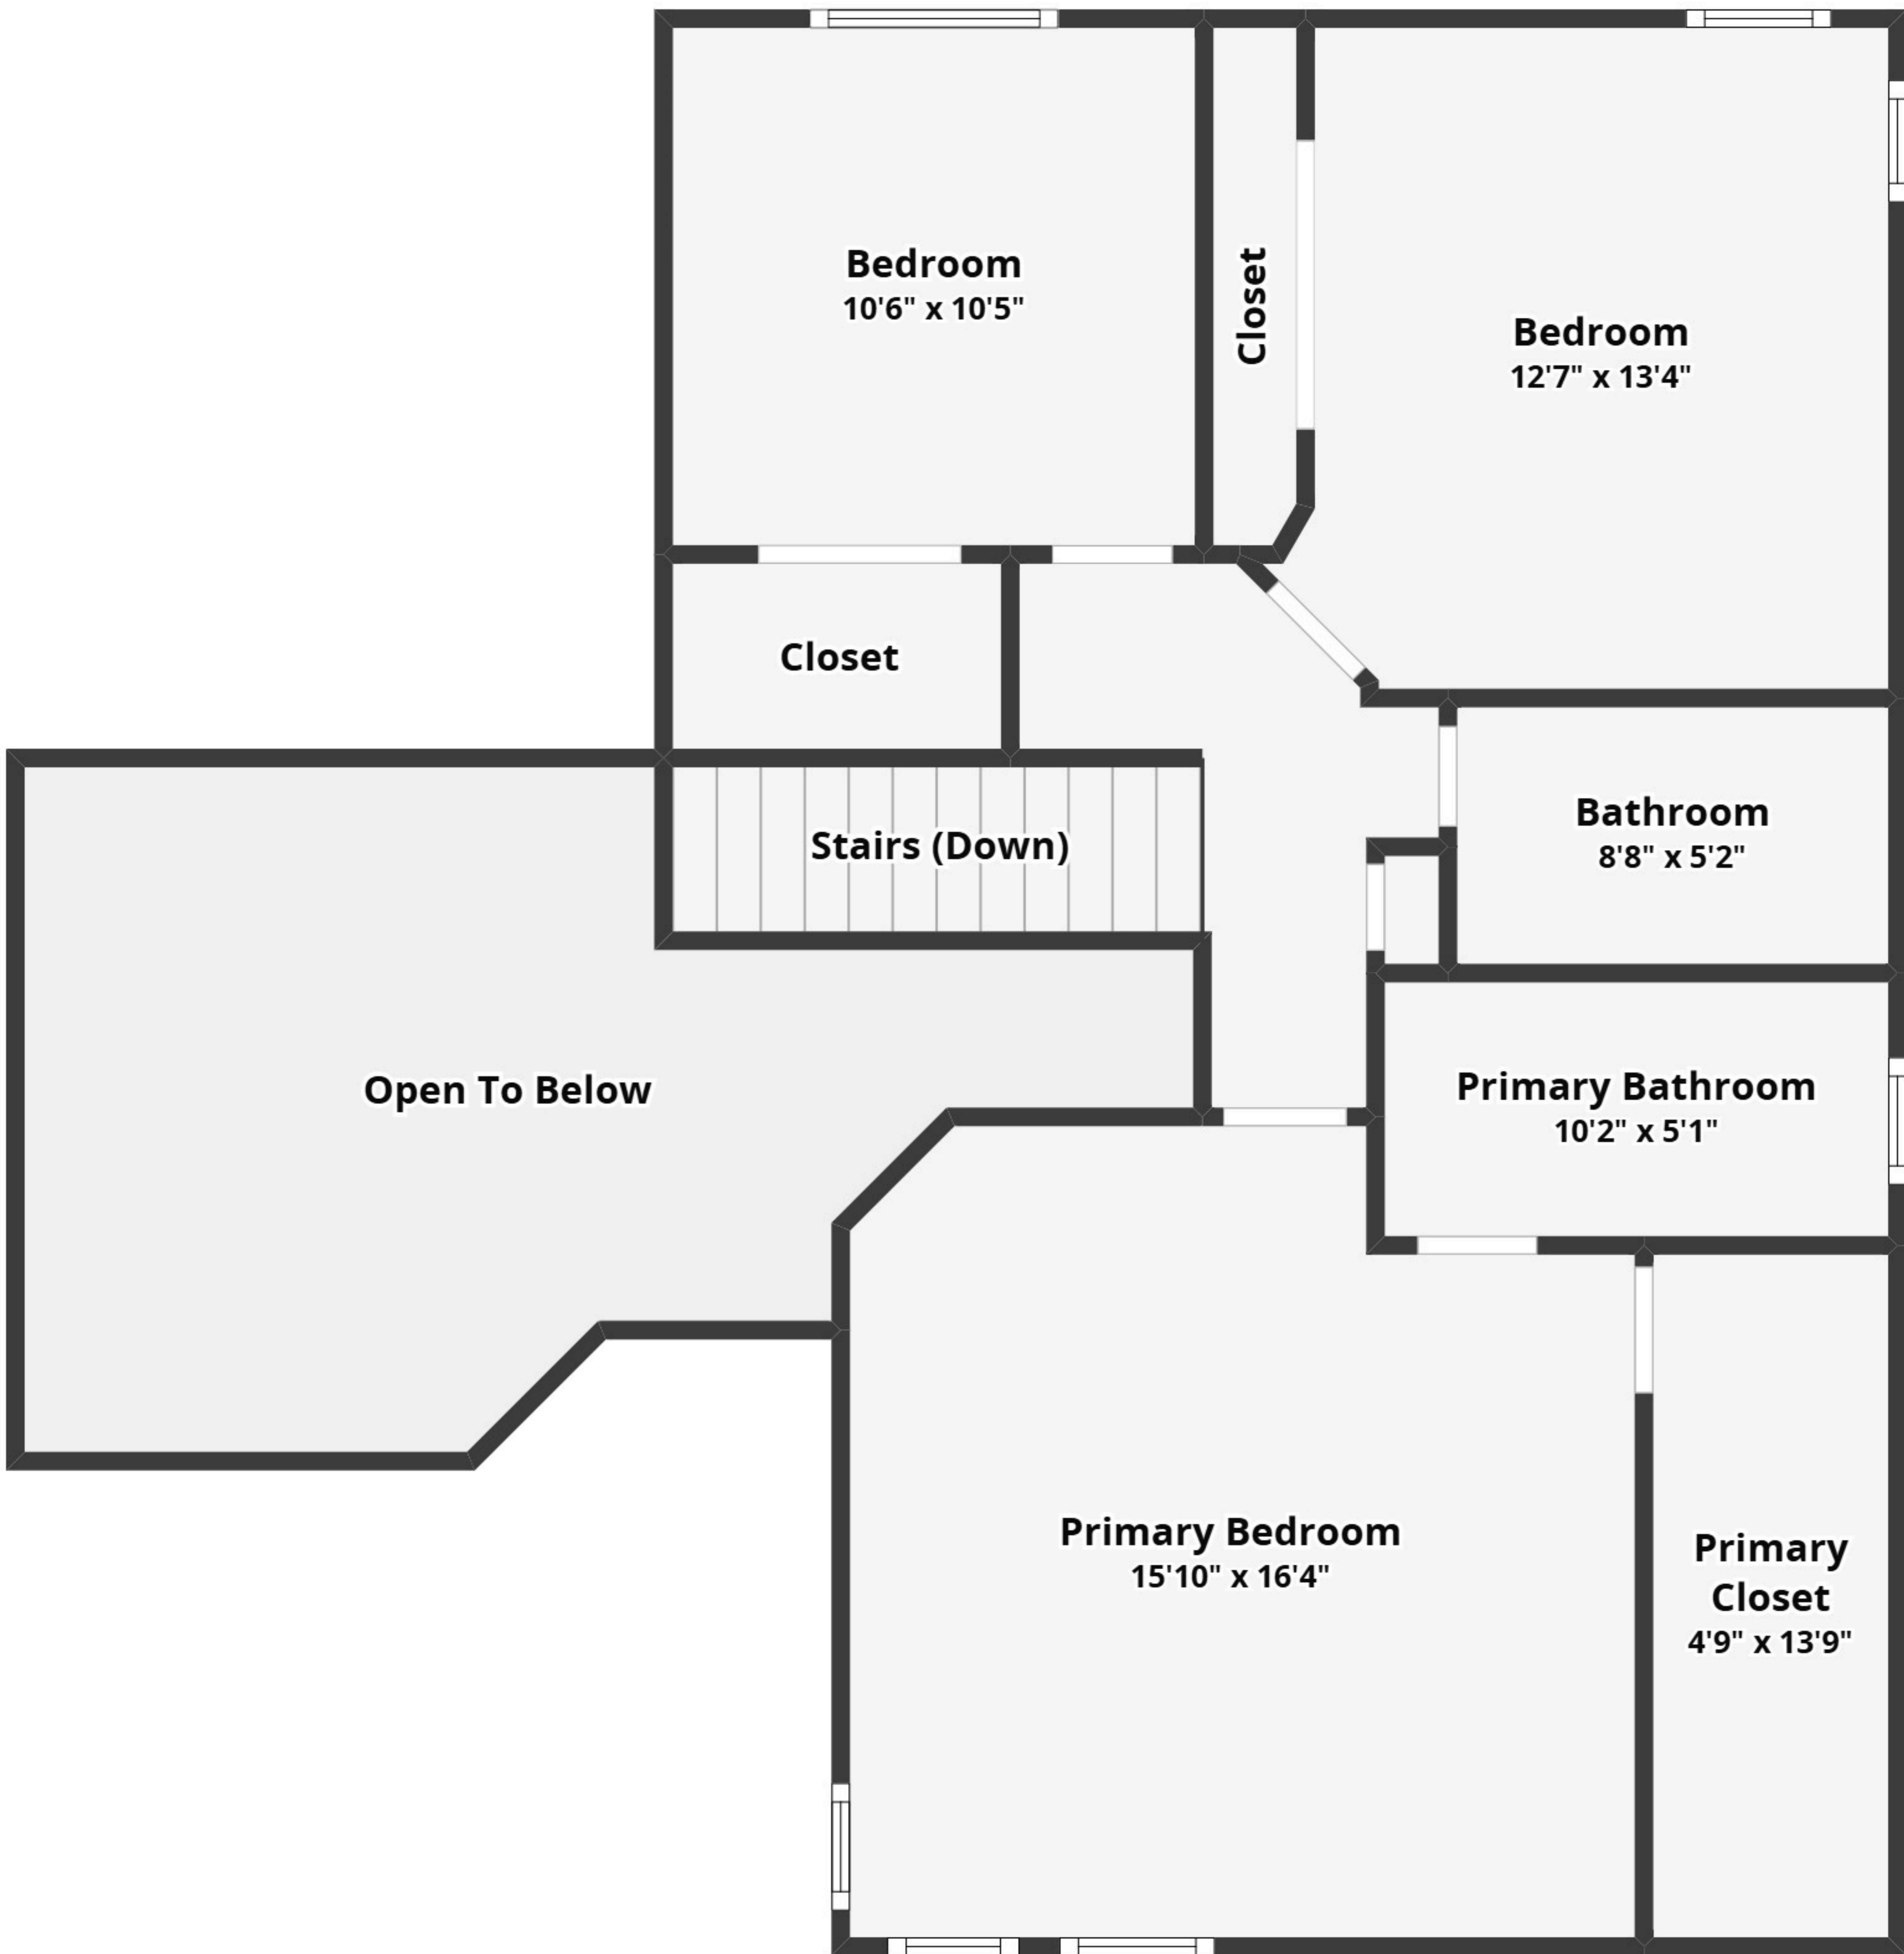 Bedroom
10'6" x 10'5"
Closet
Bedroom
12'7" x 13'4"
Closet
Stairs (Down)
Bathroom
8'8" x 5'2"
Open To Below
Primary Bathroom
10'2" x 5'1"
Primary Bedroom
15'10" x 16'4"
Primary
Closet
4'9" x 13'9"